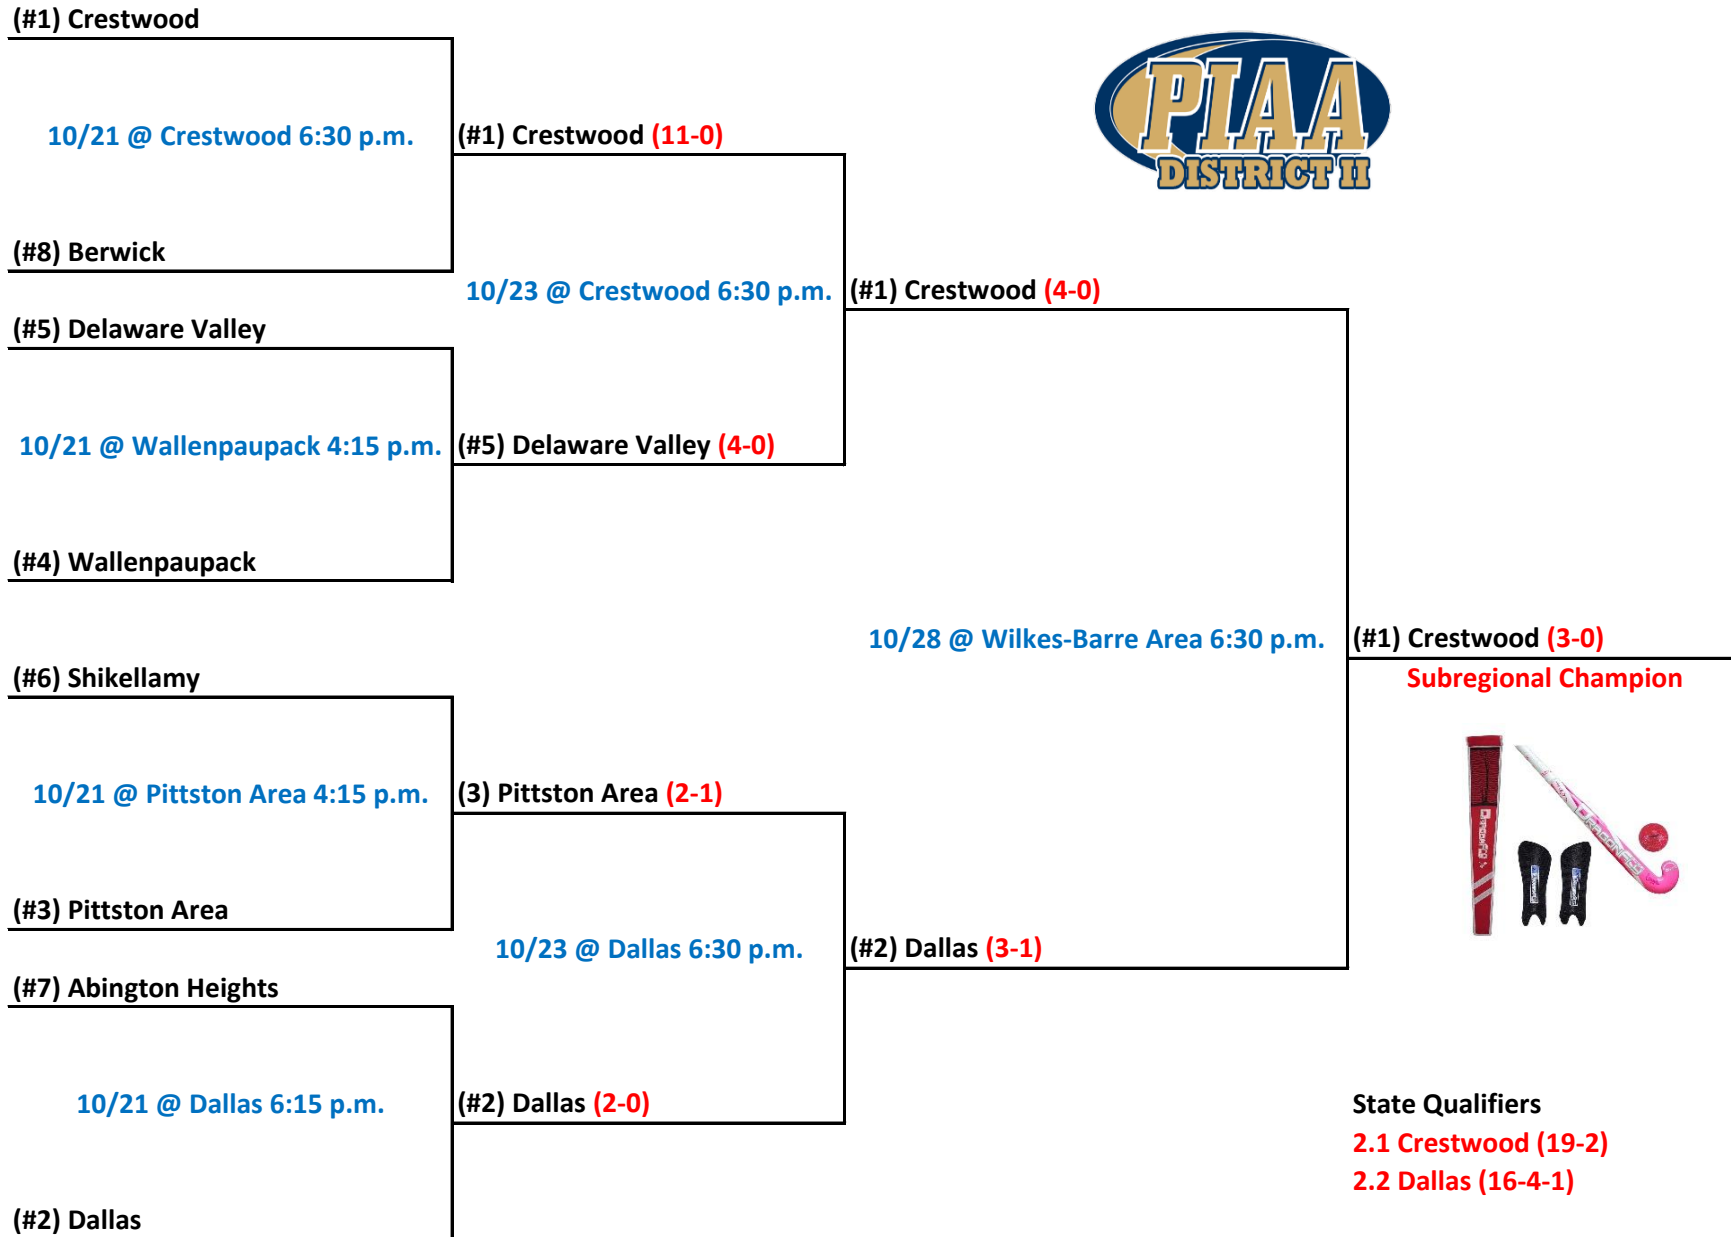 (#1) Crestwood
10/21 @ Crestwood 6:30 p.m.
(#1) Crestwood (11-0)
PIAA
DISTRICT II
(#8) Berwick
10/23 @ Crestwood 6:30 p.m.
(#1) Crestwood (4-0)
(#5) Delaware Valley
10/21 @ Wallenpaupack 4:15 p.m.
(#5) Delaware Valley (4-0)
(#4) Wallenpaupack
10/28 @ Wilkes-Barre Area 6:30 p.m.
(#1) Crestwood (3-0)
Subregional Champion
(#6) Shikellamy
10/21 @ Pittston Area 4:15 p.m.
(3) Pittston Area (2-1)
DRAGONFLY
(#3) Pittston Area
10/23 @ Dallas 6:30 p.m.
(#2) Dallas (3-1)
(#7) Abington Heights
10/21 @ Dallas 6:15 p.m.
(#2) Dallas (2-0)
State Qualifiers
2.1 Crestwood (19-2)
2.2 Dallas (16-4-1)
(#2) Dallas